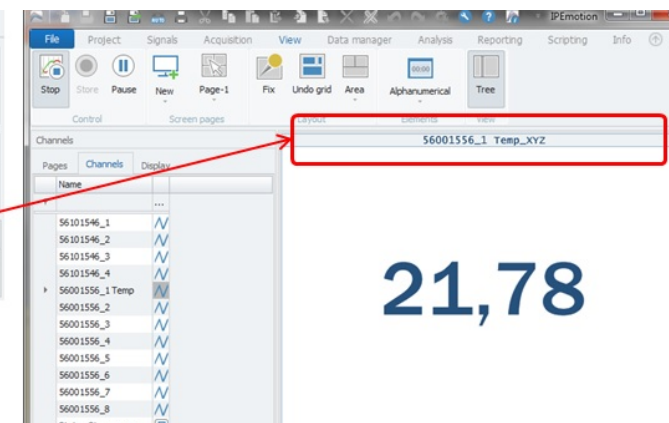 IPEmotion
File Project Signals Acquisition View Data manager Analysis Reporting Scripting Info
00:00
Stop Store Pause New Page-1 Fix Undo grid Area Alphanumerical Tree
Control Screen pages Layout Elements View
Channels
56001556_1 Temp_XYZ
Pages Channels Display
Name
...
56101546_1
56101546_2
56101546_3
56101546_4
56001556_1 Temp
56001556_2
56001556_3
56001556_4
56001556_5
56001556_6
56001556_7
56001556_8
21,78